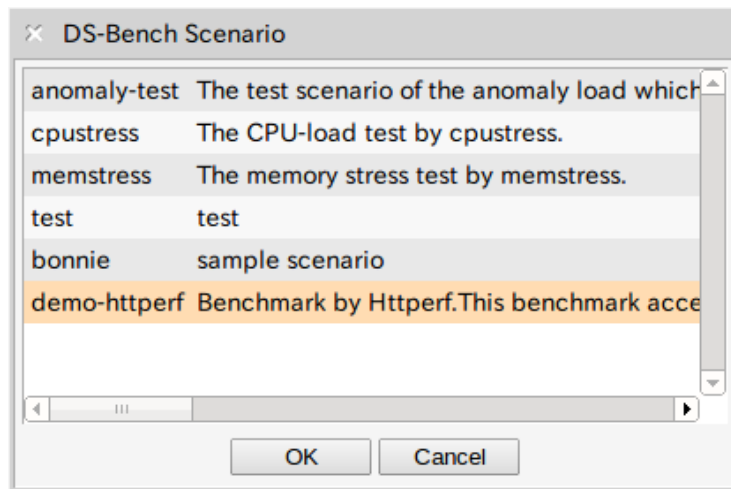 DS-Bench Scenario
anomaly-test The test scenario of the anomaly load which
cpustress The CPU-load test by cpustress.
memstress The memory stress test by memstress.
test test
bonnie sample scenario
demo-httperf Benchmark by Httperf.This benchmark acce
OK Cancel